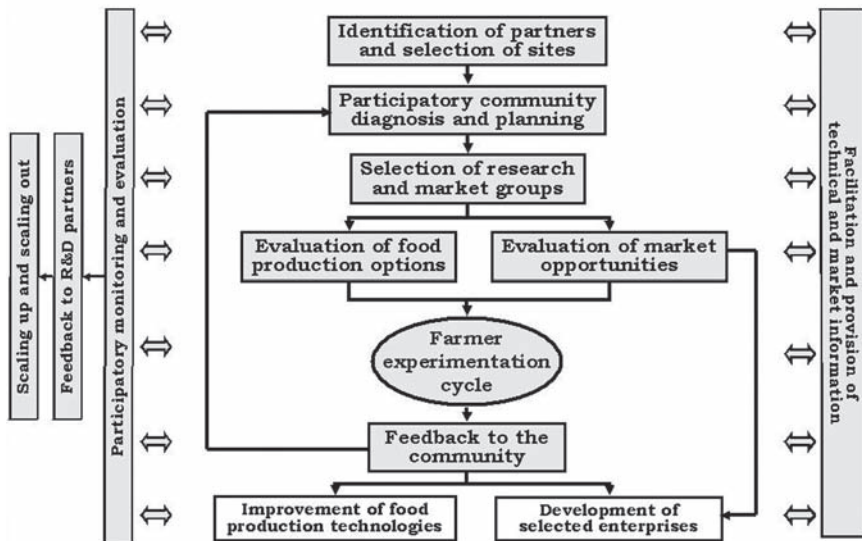 Identification of partners
and selection of sites
Participatory community
diagnosis and planning
Selection of research
and market groups
Evaluation of food
production options
Evaluation of market
opportunities
Farmer
experimentation
cycle
Feedback to the
community
Improvement of food
production technologies
Development of
selected enterprises
Scaling up and scaling out
Feedback to R&D partners
Participatory monitoring and evaluation
Facilitation and provision of
technical and market information